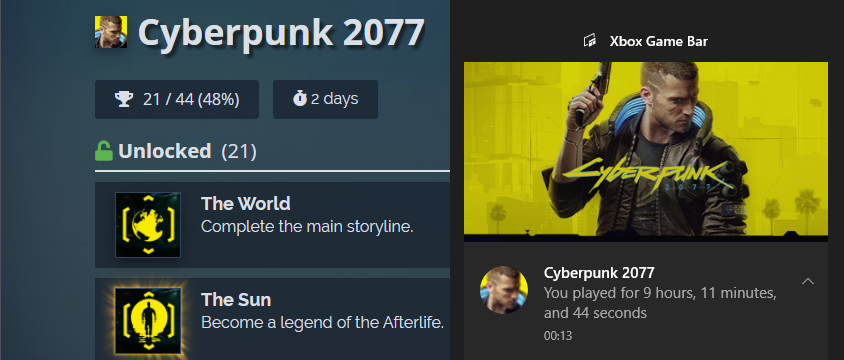 Cyberpunk 2077
21 / 44 (48%)
2 days
Unlocked (21)
The World
Complete the main storyline.
The Sun
Become a legend of the Afterlife.
Xbox Game Bar
CYBERPUNK
2077
Cyberpunk 2077
You played for 9 hours, 11 minutes,
and 44 seconds
00:13